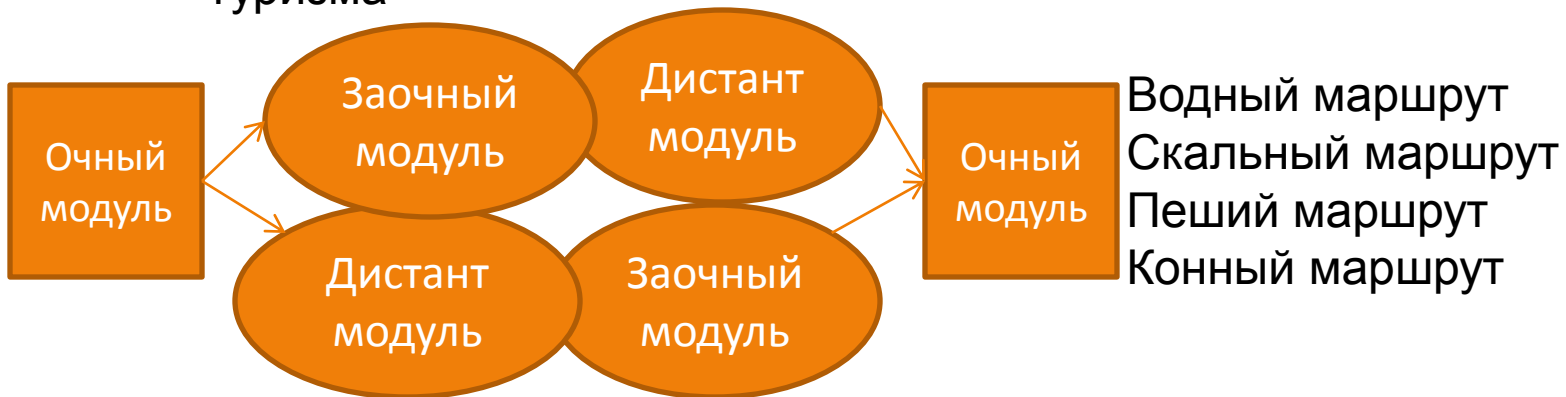 туризма
Очный
модуль
Заочный
модуль
Дистант
модуль
Дистант
модуль
Заочный
модуль
Очный
модуль
Водный маршрут
Скальный маршрут
Пеший маршрут
Конный маршрут